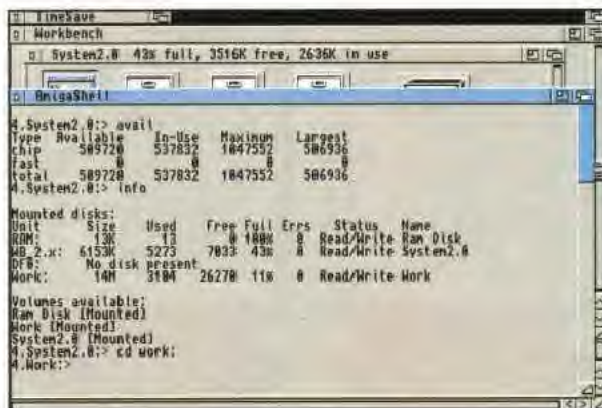 TimeSave
Workbench
System2.0 43% full, 3516K free, 2636K in use
AmigaShell
4.System2.0:> avail
Type Available In-Use Maximum Largest
chip 509720 537832 1047552 506936
fast 0 0 0 0
total 509720 537832 1047552 506936
4.System2.0:> info
Mounted disks:
Unit Size Used Free Full Errs Status Name
RAM: 13K 13 0 100% 0 Read/Write Ram Disk
WB_2.x: 6153K 5273 7033 43% 0 Read/Write System2.0
DF0: No disk present
Work: 14M 3104 26270 11% 0 Read/Write Work
Volumes available:
Ram Disk [Mounted]
Work [Mounted]
System2.0 [Mounted]
4.System2.0:> cd work:
4.Work:>